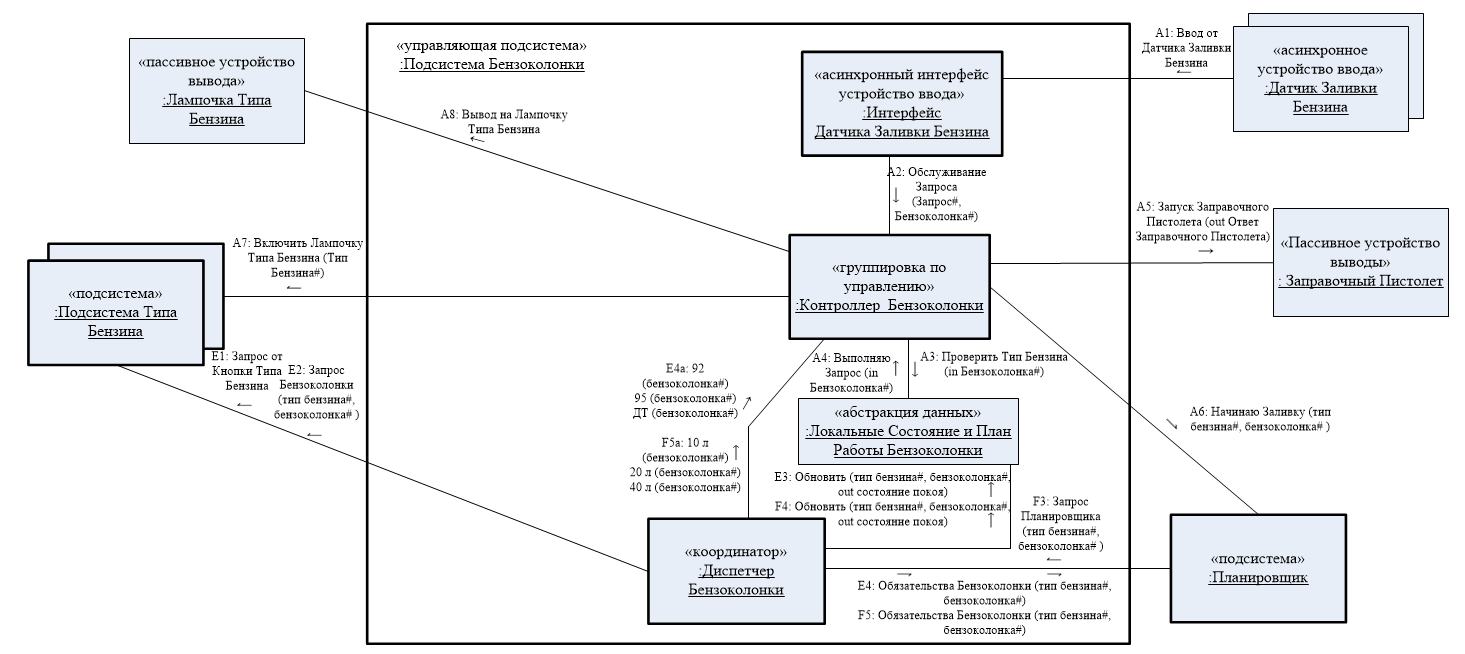 «управляющая подсистема»
:Подсистема Бензоколонки
«пассивное устройство
вывода»
:Лампочка Типа
Бензина
A8: Вывод на Лампочку
Типа Бензина
«асинхронный интерфейс
устройство ввода»
:Интерфейс
Датчика Заливки Бензина
A1: Ввод от
Датчика Заливки
Бензина
«асинхронное
устройство ввода»
:Датчик Заливки
Бензина
A2: Обслуживание
Запроса
(Запрос#,
Бензоколонка#)
A5: Запуск Заправочного
Пистолета (out Ответ
Заправочного Пистолета)
«Пассивное устройство
выводы»
: Заправочный Пистолет
A7: Включить Лампочку
Типа Бензина (Тип
Бензина#)
«группировка по
управлению»
:Контроллер Бензоколонки
«подсистема»
:Подсистема Типа
Бензина
E1: Запрос от
Кнопки Типа
Бензина
E2: Запрос
Бензоколонки
(тип бензина#,
бензоколонка# )
E4a: 92
(бензоколонка#)
95 (бензоколонка#)
ДТ (бензоколонка#)
A4: Выполняю
Запрос (in
Бензоколонка#)
A3: Проверить Тип Бензина
(in Бензоколонка#)
«абстракция данных»
:Локальные Состояние и План
Работы Бензоколонки
A6: Начинаю Заливку (тип
бензина#, бензоколонка# )
F5a: 10 л
(бензоколонка#)
20 л (бензоколонка#)
40 л (бензоколонка#)
E3: Обновить (тип бензина#, бензоколонка#,
out состояние покоя)
F4: Обновить (тип бензина#, бензоколонка#,
out состояние покоя)
F3: Запрос
Планировщика
(тип бензина#,
бензоколонка# )
«координатор»
:Диспетчер
Бензоколонки
E4: Обязательства Бензоколонки (тип бензина#,
бензоколонка#)
F5: Обязательства Бензоколонки (тип бензина#,
бензоколонка#)
«подсистема»
:Планировщик